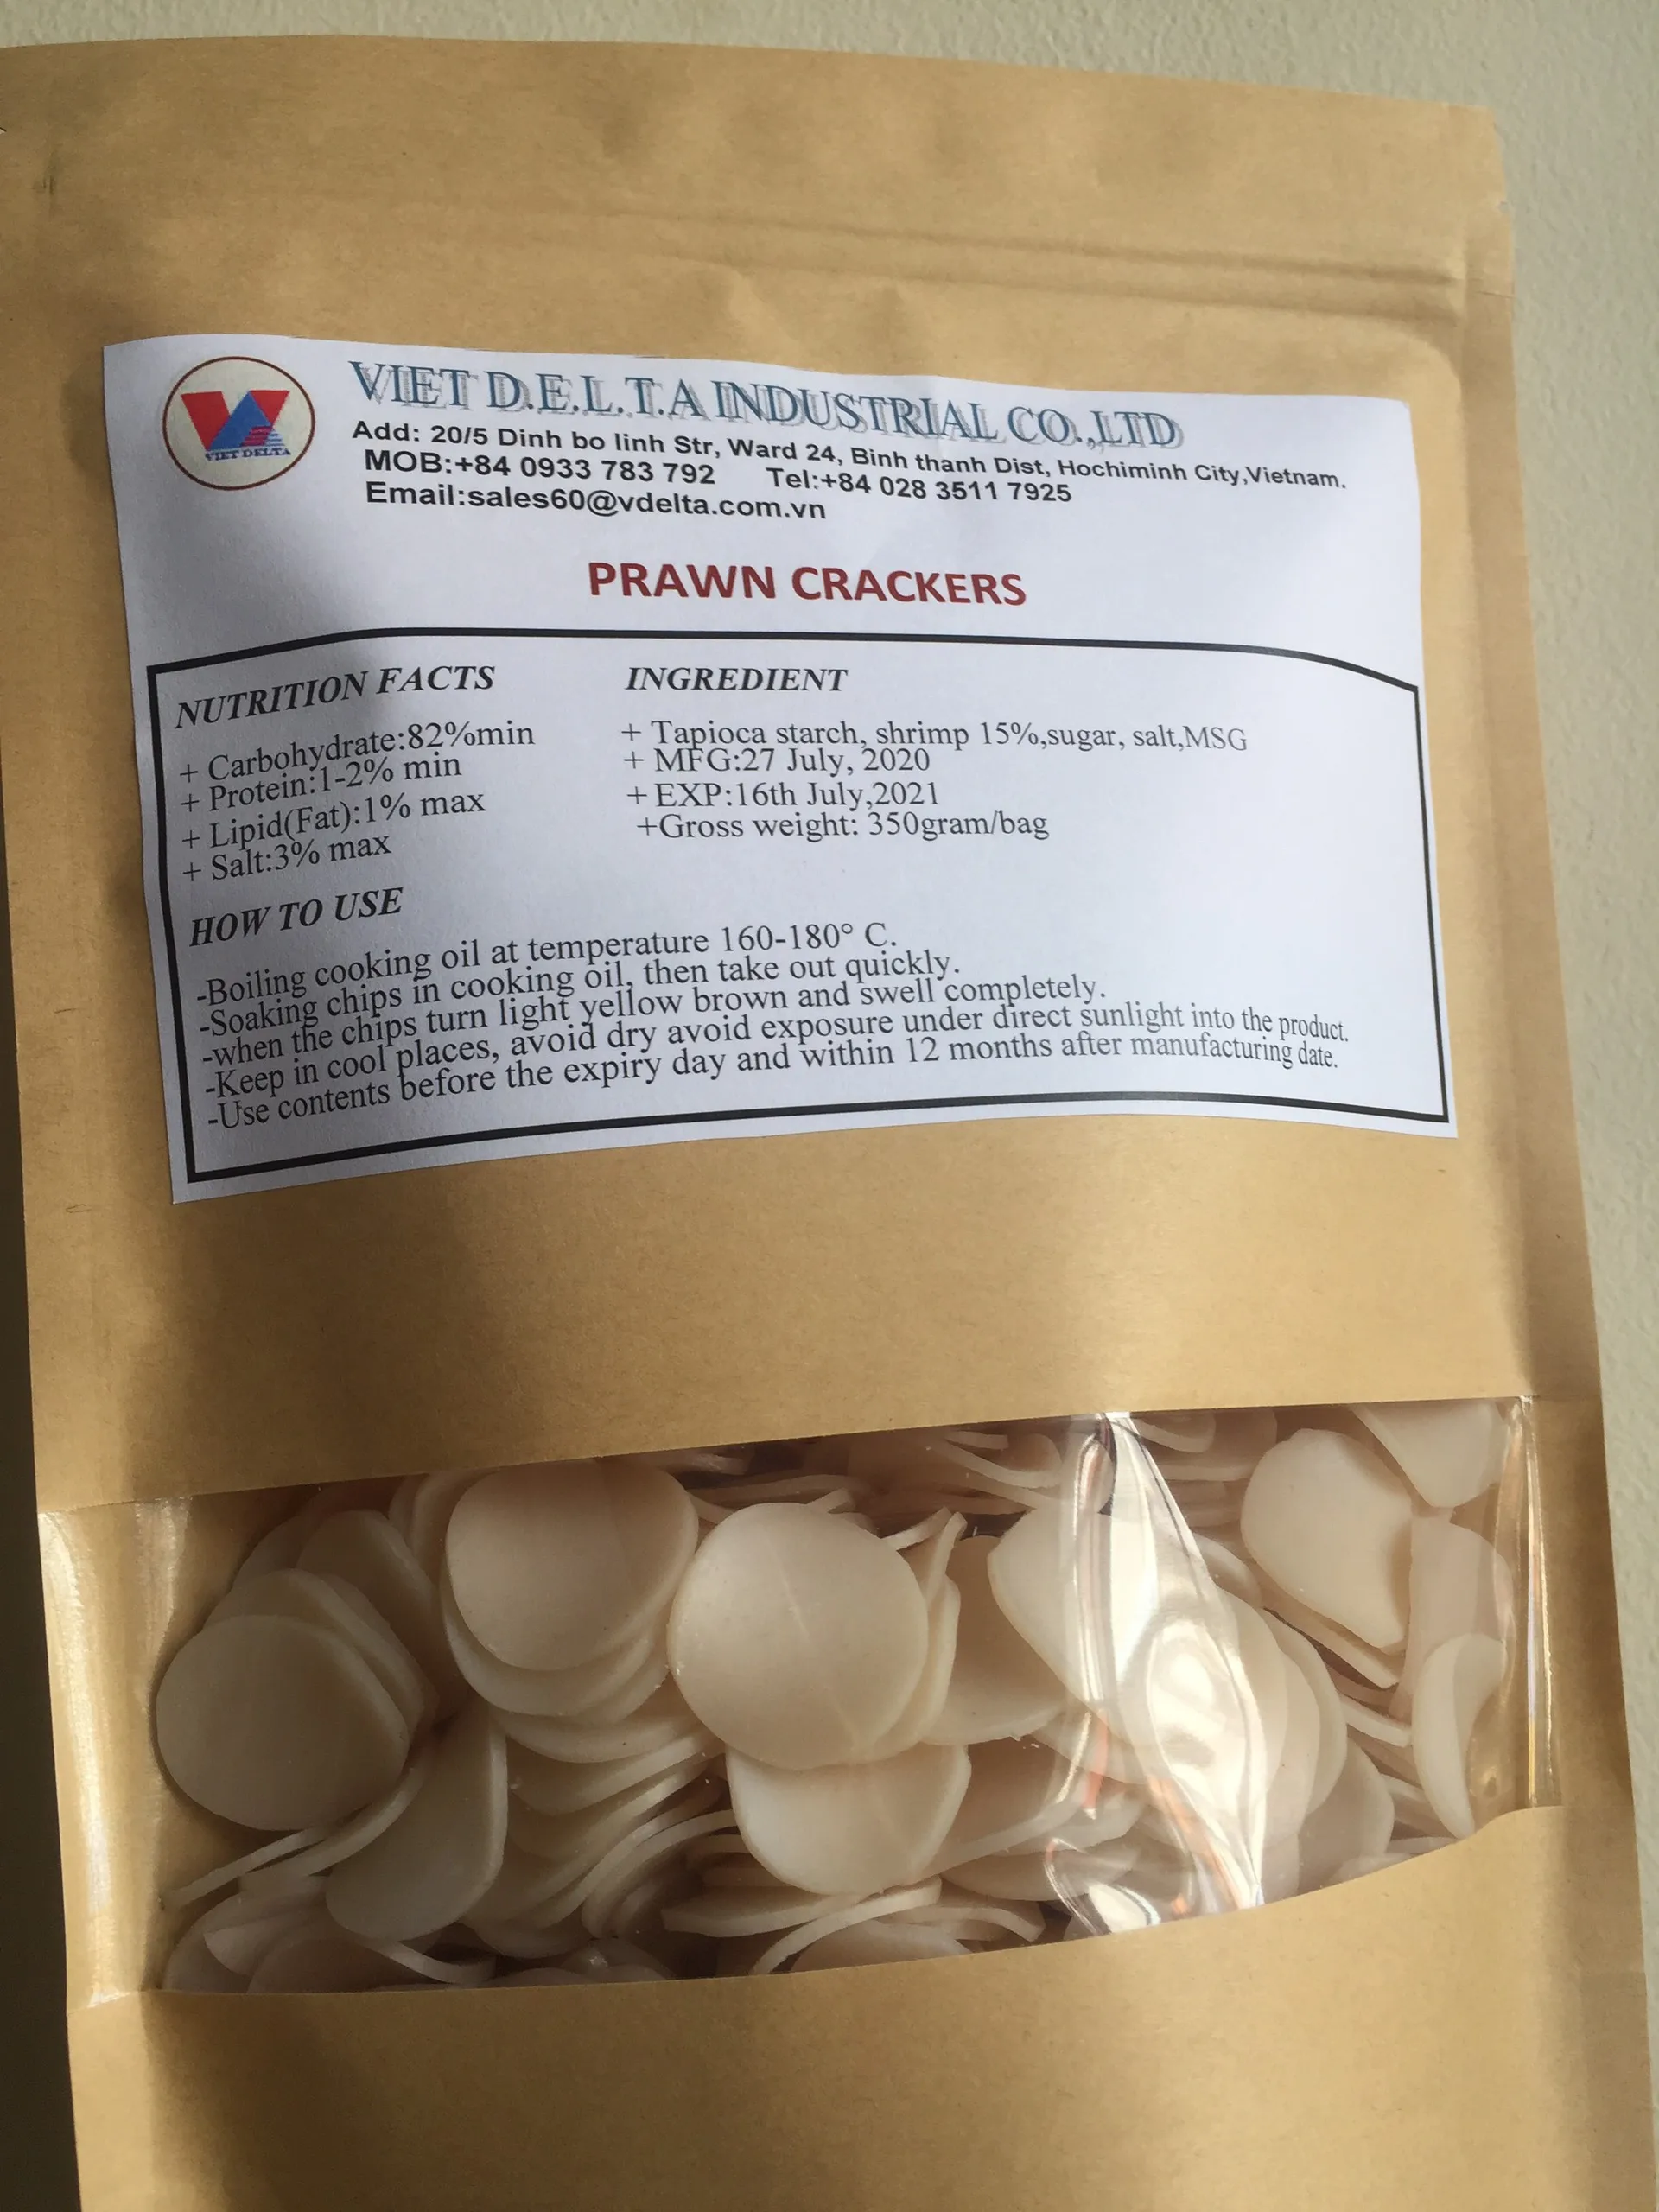 VIET D.E.L.T.A INDUSTRIAL CO.,LTD
VIET DELTA
Add: 20/5 Dinh bo linh Str, Ward 24, Binh thanh Dist, Hochiminh City,Vietnam.
MOB:+84 0933 783 792 Tel:+84 028 3511 7925
Email:sales60@vdelta.com.vn
PRAWN CRACKERS
NUTRITION FACTS
+ Carbohydrate:82%min
+ Protein:1-2% min
+ Lipid(Fat):1% max
+ Salt:3% max
INGREDIENT
+ Tapioca starch, shrimp 15%,sugar, salt,MSG
+ MFG:27 July, 2020
+ EXP:16th July,2021
+Gross weight: 350gram/bag
HOW TO USE
-Boiling cooking oil at temperature 160-180° C.
-Soaking chips in cooking oil, then take out quickly.
-when the chips turn light yellow brown and swell completely.
-Keep in cool places, avoid dry avoid exposure under direct sunlight into the product.
-Use contents before the expiry day and within 12 months after manufacturing date.